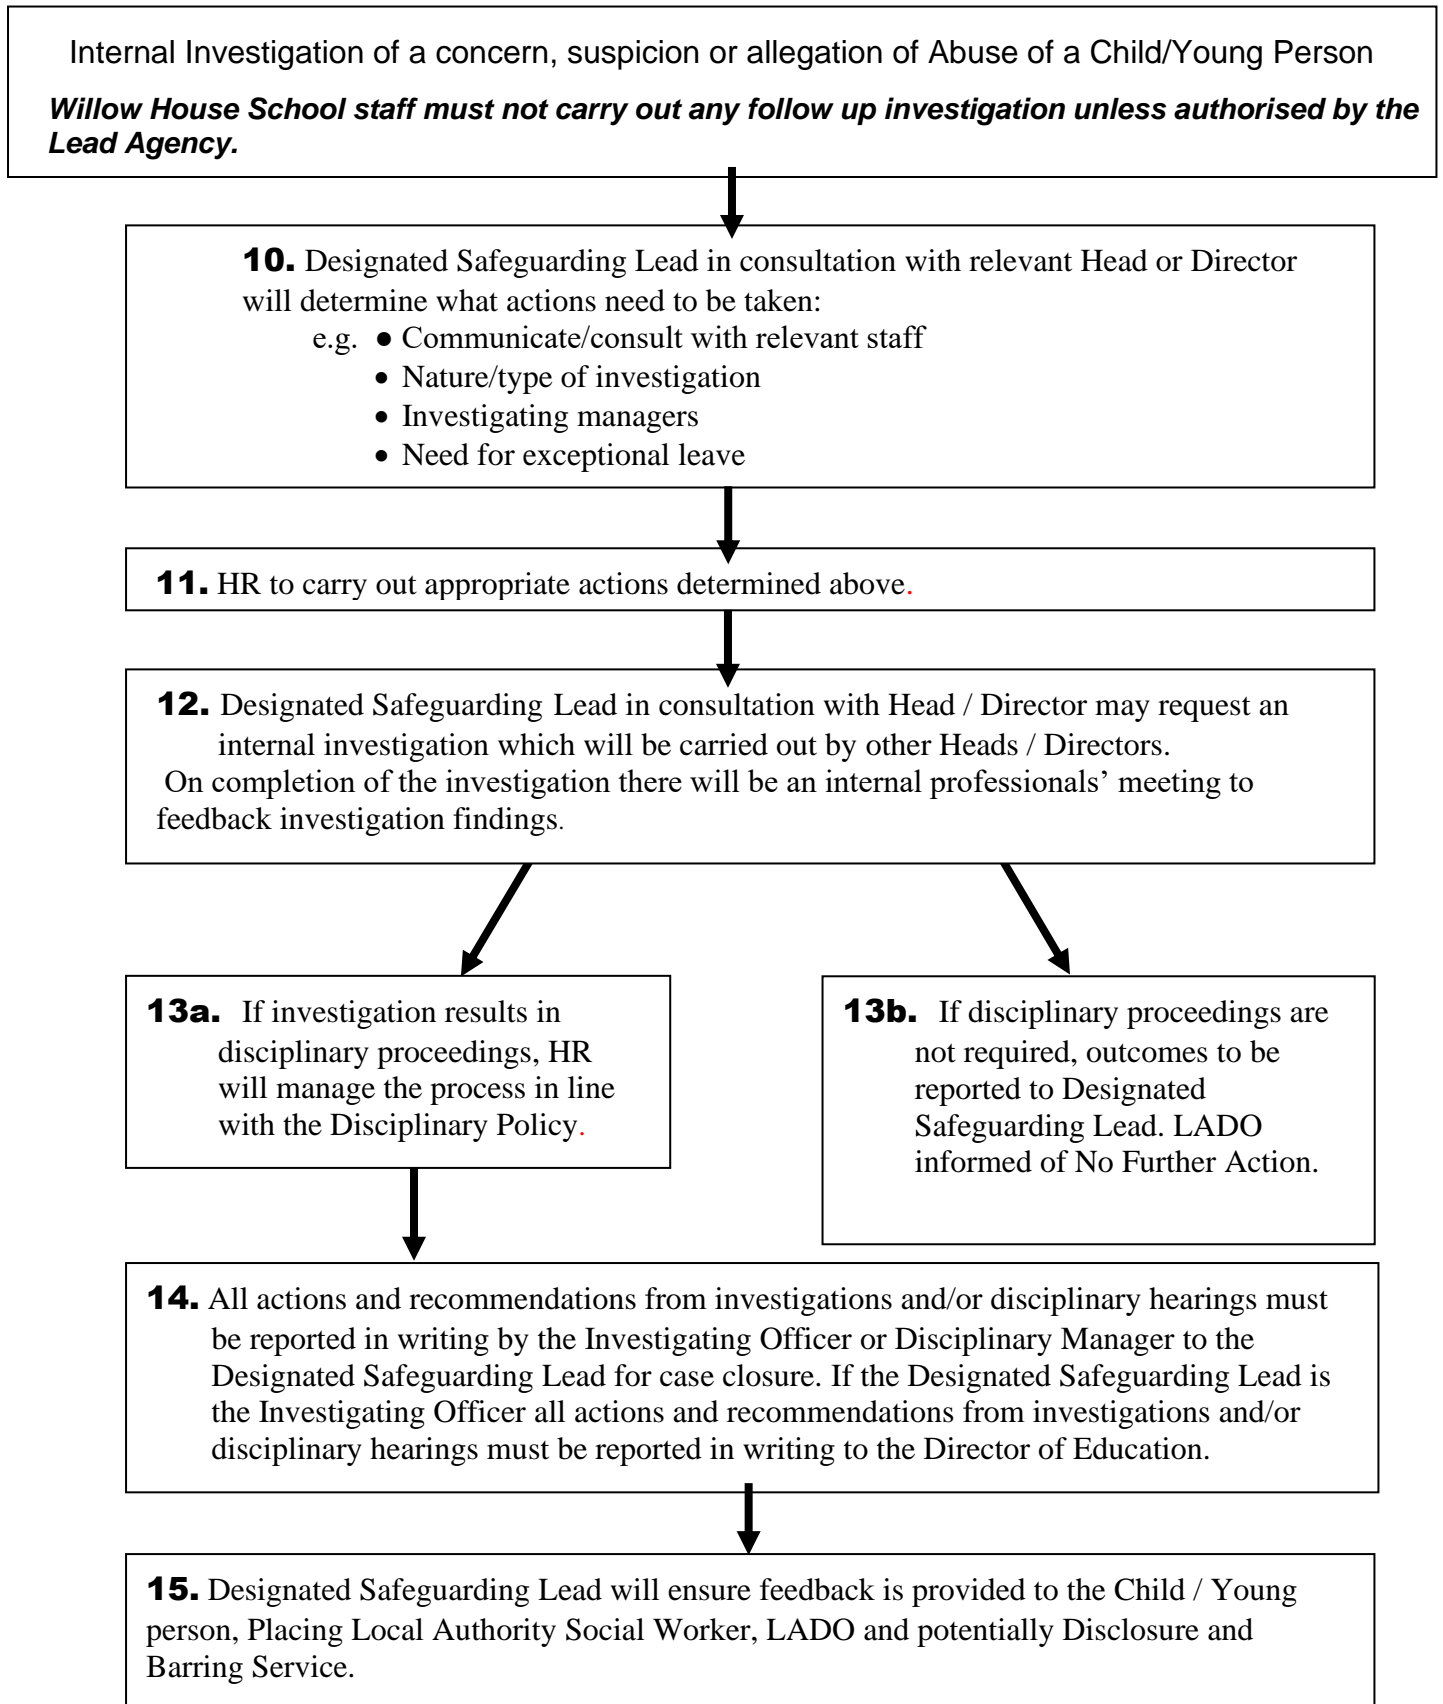 Internal Investigation of a concern, suspicion or allegation of Abuse of a Child/Young Person
Willow House School staff must not carry out any follow up investigation unless authorised by the
Lead Agency.
10. Designated Safeguarding Lead in consultation with relevant Head or Director
will determine what actions need to be taken:
e.g. ● Communicate/consult with relevant staff
• Nature/type of investigation
• Investigating managers
• Need for exceptional leave
11. HR to carry out appropriate actions determined above.
12. Designated Safeguarding Lead in consultation with Head / Director may request an
internal investigation which will be carried out by other Heads / Directors.
On completion of the investigation there will be an internal professionals’ meeting to
feedback investigation findings.
13a. If investigation results in
disciplinary proceedings, HR
will manage the process in line
with the Disciplinary Policy.
13b. If disciplinary proceedings are
not required, outcomes to be
reported to Designated
Safeguarding Lead. LADO
informed of No Further Action.
14. All actions and recommendations from investigations and/or disciplinary hearings must
be reported in writing by the Investigating Officer or Disciplinary Manager to the
Designated Safeguarding Lead for case closure. If the Designated Safeguarding Lead is
the Investigating Officer all actions and recommendations from investigations and/or
disciplinary hearings must be reported in writing to the Director of Education.
15. Designated Safeguarding Lead will ensure feedback is provided to the Child / Young
person, Placing Local Authority Social Worker, LADO and potentially Disclosure and
Barring Service.